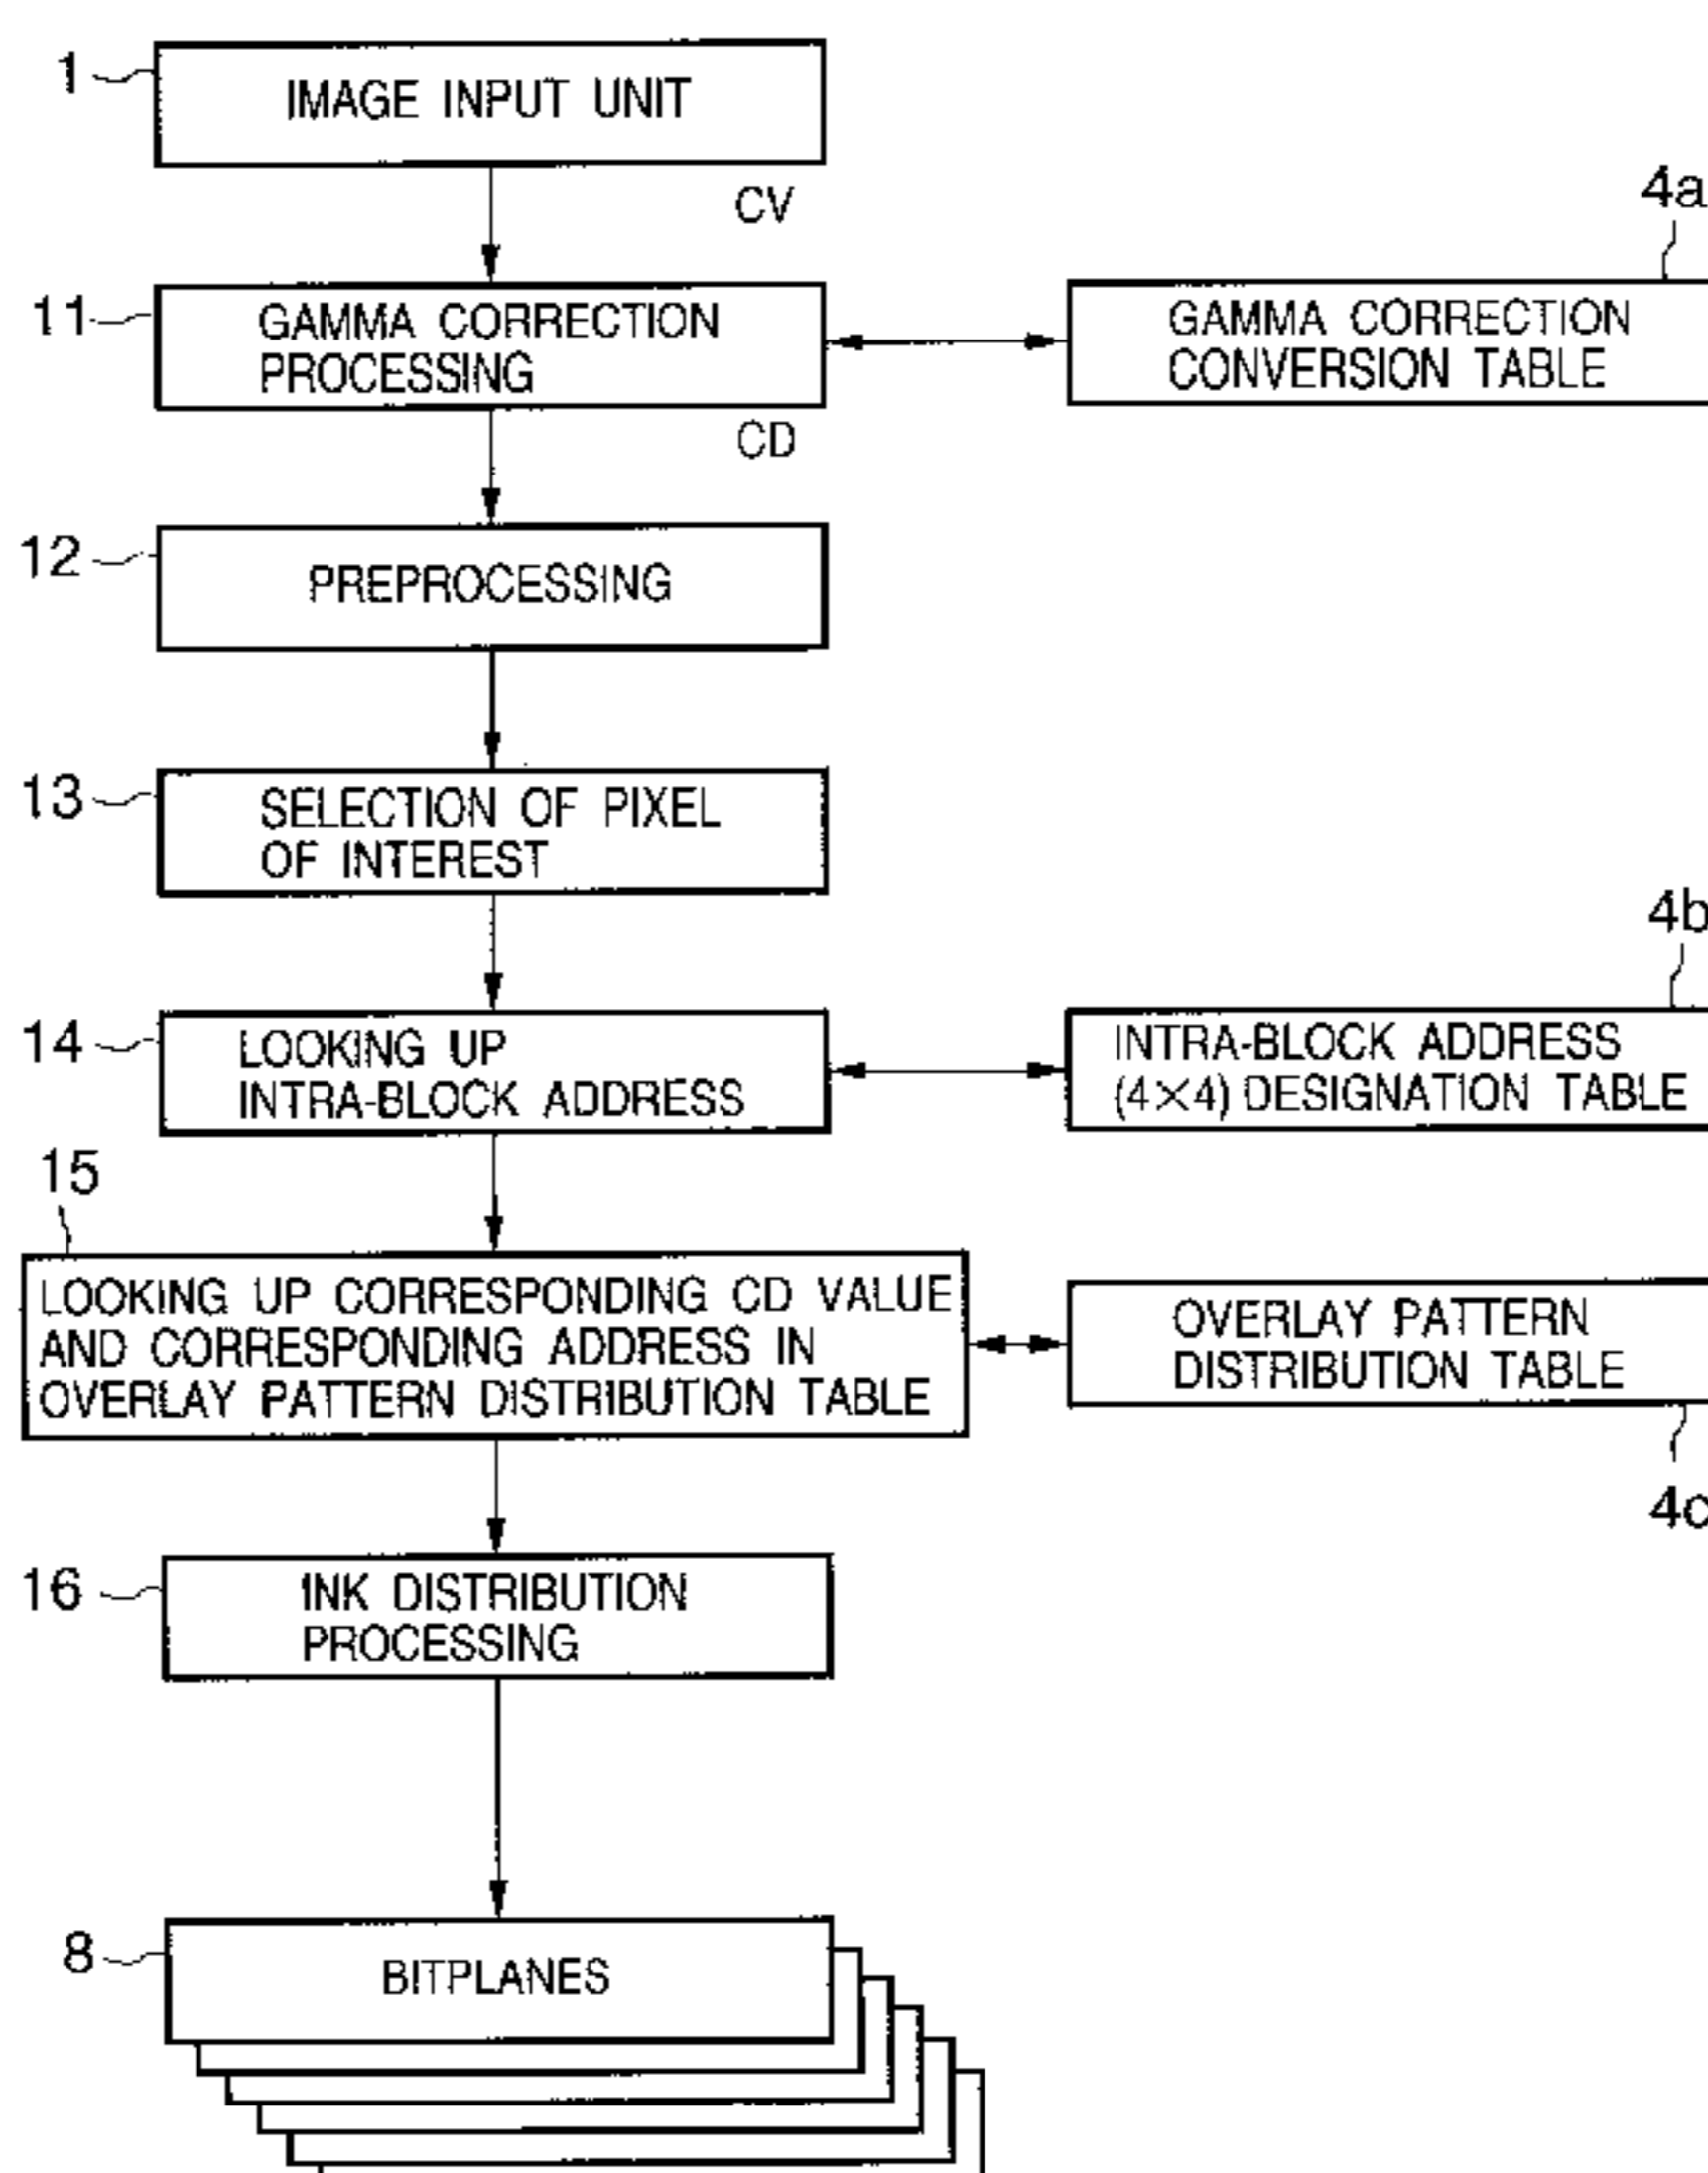 1
IMAGE INPUT UNIT
CV
4a
11
GAMMA CORRECTION
PROCESSING
GAMMA CORRECTION
CONVERSION TABLE
CD
12
PREPROCESSING
13
SELECTION OF PIXEL
OF INTEREST
4b
14
LOOKING UP
INTRA-BLOCK ADDRESS
INTRA-BLOCK ADDRESS
(4×4) DESIGNATION TABLE
15
LOOKING UP CORRESPONDING CD VALUE
AND CORRESPONDING ADDRESS IN
OVERLAY PATTERN DISTRIBUTION TABLE
OVERLAY PATTERN
DISTRIBUTION TABLE
4c
16
INK DISTRIBUTION
PROCESSING
8
BITPLANES